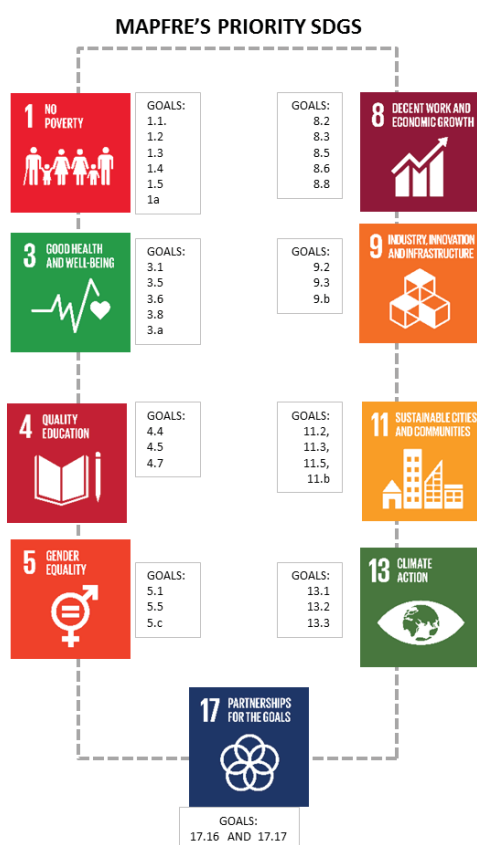 MAPFRE'S PRIORITY SDGS
1 NO
POVERTY
GOALS:
1.1.
1.2
1.3
1.4
1.5
1a
GOALS:
8.2
8.3
8.5
8.6
8.8
8 DECENT WORK AND
ECONOMIC GROWTH
3 GOOD HEALTH
AND WELL-BEING
GOALS:
3.1
3.5
3.6
3.8
3.a
GOALS:
9.2
9.3
9.b
9 INDUSTRY, INNOVATION
AND INFRASTRUCTURE
4 QUALITY
EDUCATION
GOALS:
4.4
4.5
4.7
GOALS:
11.2,
11.3,
11.5,
11.b
11 SUSTAINABLE CITIES
AND COMMUNITIES
5 GENDER
EQUALITY
GOALS:
5.1
5.5
5.c
GOALS:
13.1
13.2
13.3
13 CLIMATE
ACTION
17 PARTNERSHIPS
FOR THE GOALS
GOALS:
17.16 AND 17.17